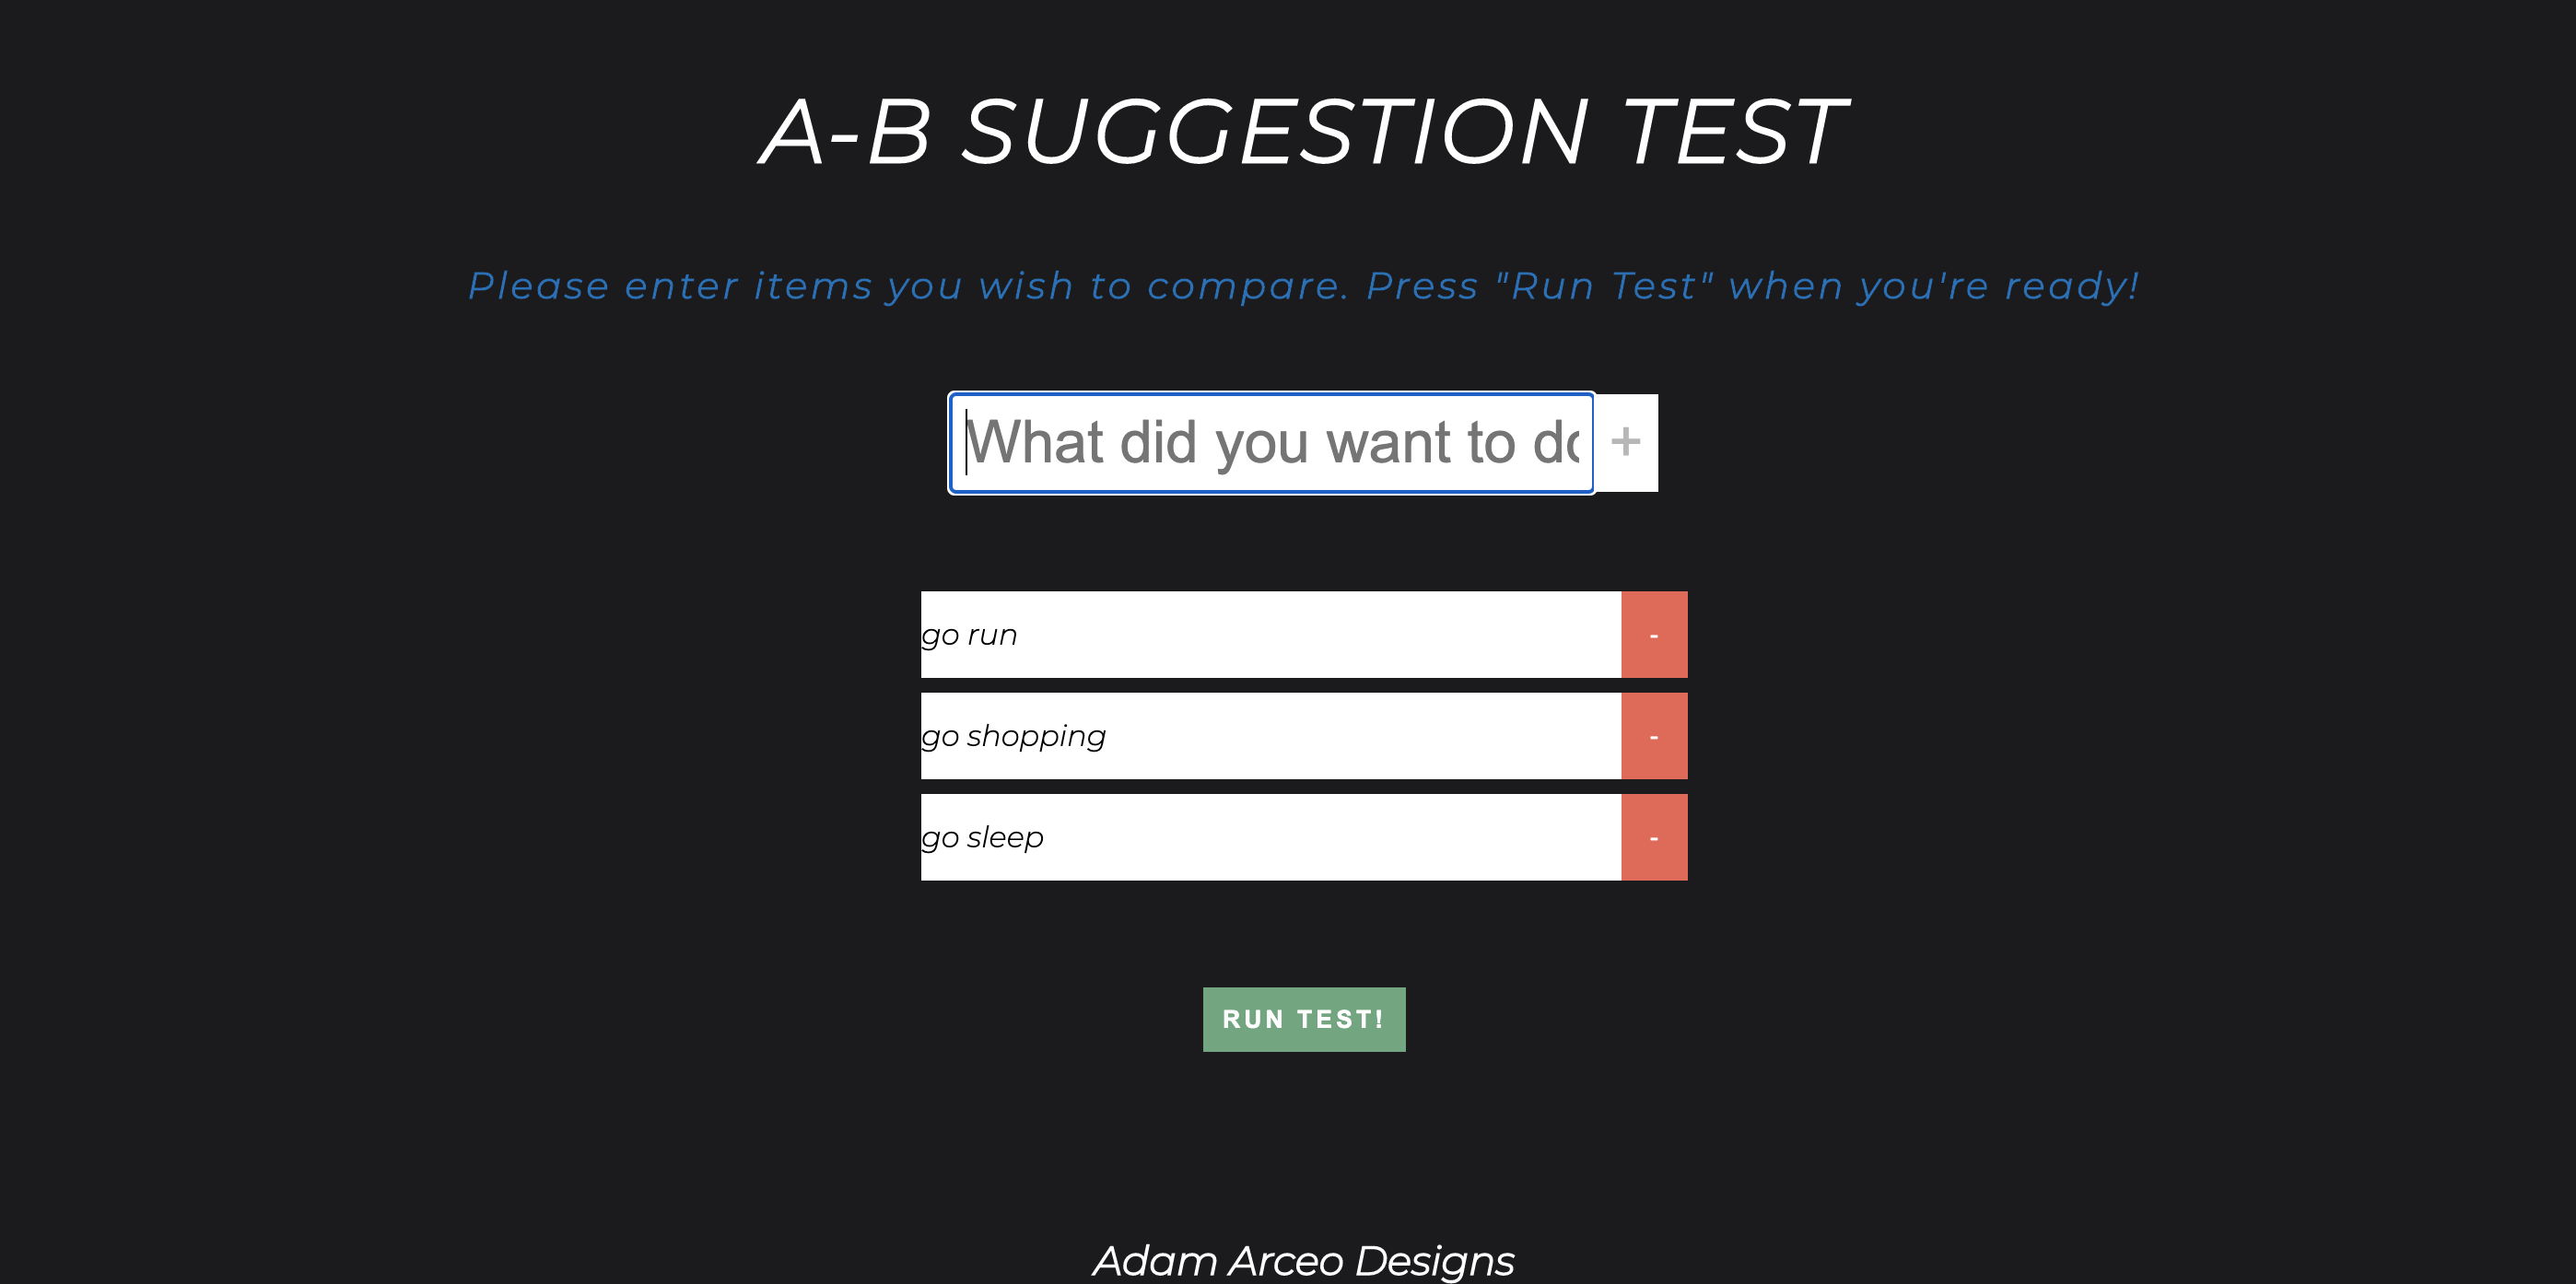 A-B SUGGESTION TEST
Please enter items you wish to compare. Press "Run Test" when you're ready!
What did you want to do
+
go run
-
go shopping
-
go sleep
-
RUN TEST!
Adam Arceo Designs